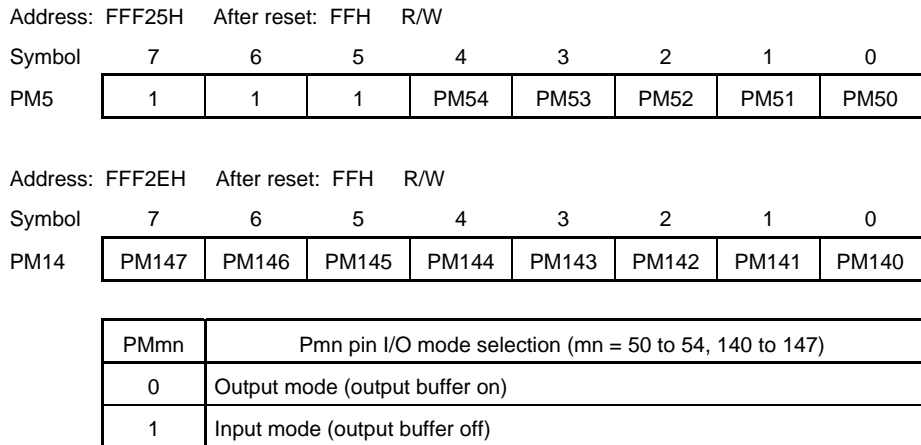 Address: FFF25H After reset: FFH R/W
Symbol 7 6 5 4 3 2 1 0
PM5 1 1 1 PM54 PM53 PM52 PM51 PM50
Address: FFF2EH After reset: FFH R/W
Symbol 7 6 5 4 3 2 1 0
PM14 PM147 PM146 PM145 PM144 PM143 PM142 PM141 PM140
PMmn Pmn pin I/O mode selection (mn = 50 to 54, 140 to 147)
0 Output mode (output buffer on)
1 Input mode (output buffer off)